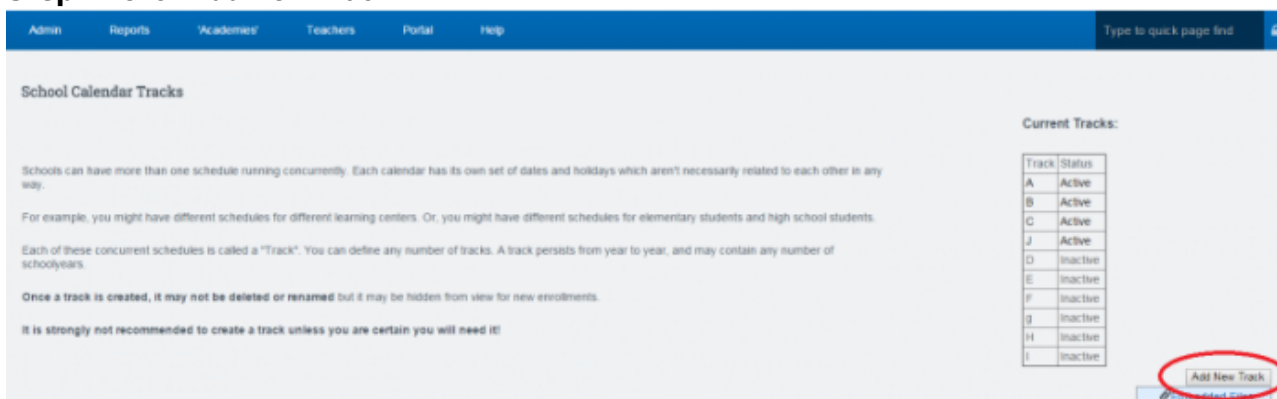 Admin Reports 'Academies' Teachers Portal Help Type to quick page find
School Calendar Tracks
Current Tracks:
Schools can have more than one schedule running concurrently. Each calendar has its own set of dates and holidays which aren't necessarily related to each other in any
way.
For example, you might have different schedules for different learning centers. Or, you might have different schedules for elementary students and high school students.
Each of these concurrent schedules is called a "Track". You can define any number of tracks. A track persists from year to year, and may contain any number of
schoolyears.
Once a track is created, it may not be deleted or renamed but it may be hidden from view for new enrollments.
It is strongly not recommended to create a track unless you are certain you will need it!
Track Status
A Active
B Active
C Active
J Active
D Inactive
E Inactive
F Inactive
g Inactive
H Inactive
I Inactive
Add New Track